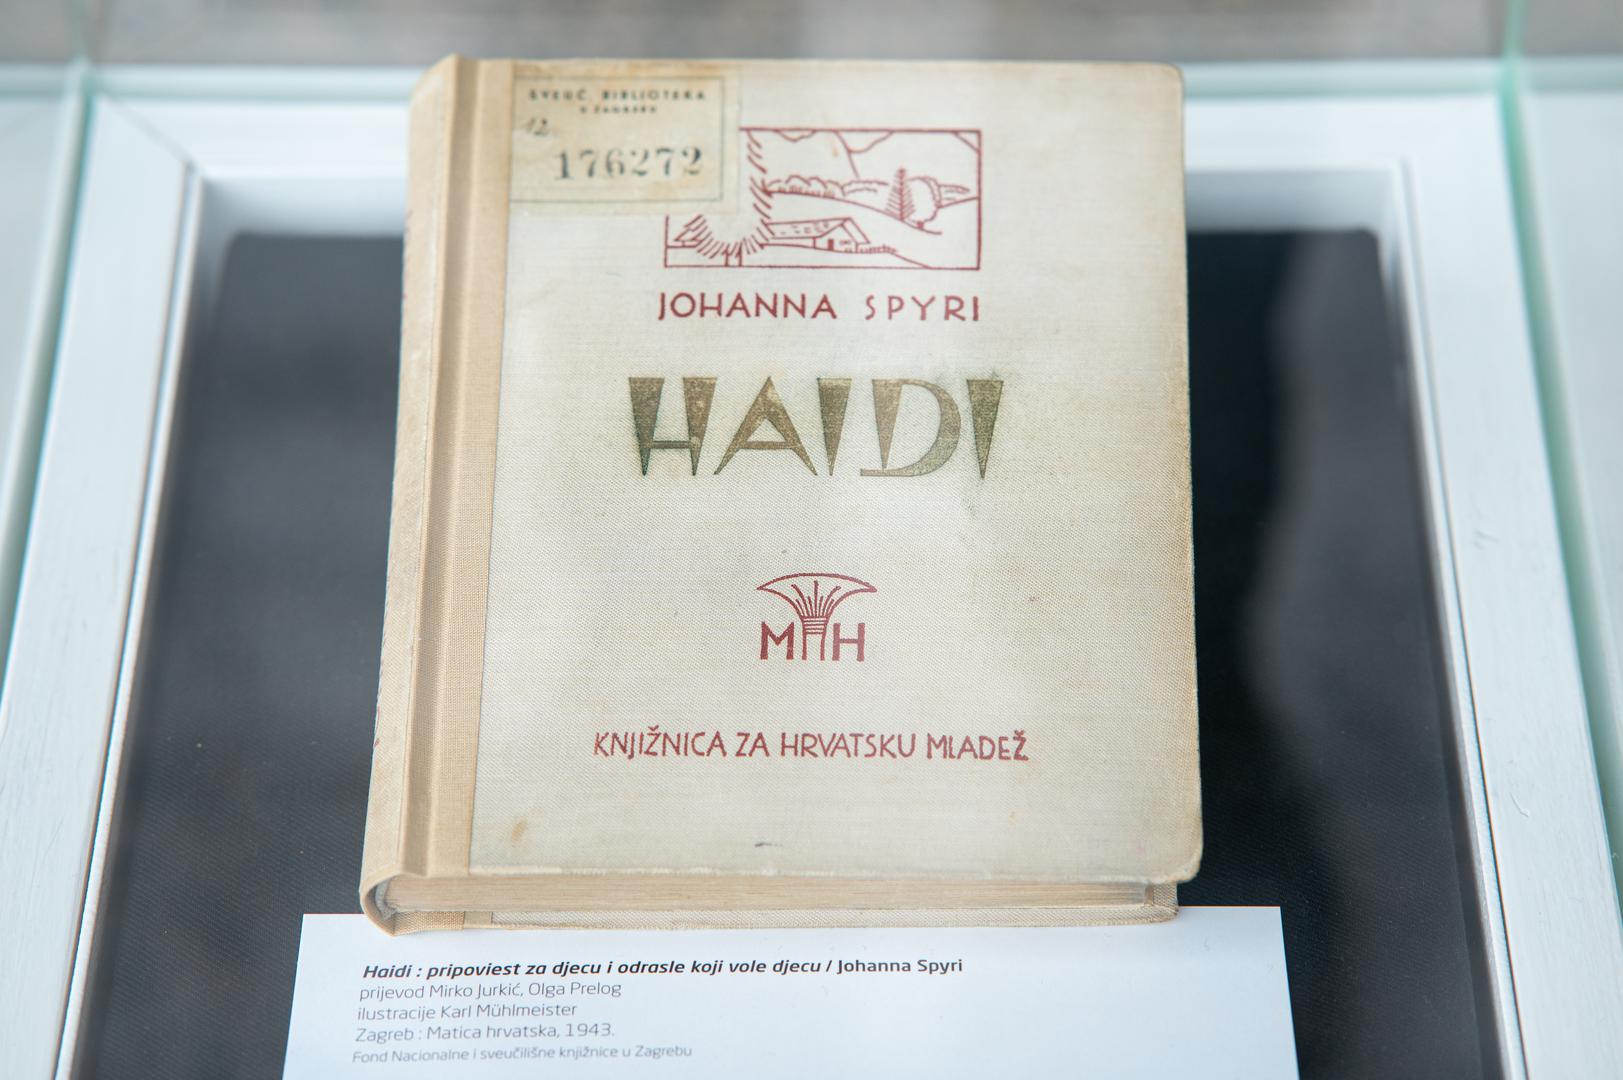 SVEUČ. BIBLIOTEKA
U ZAGREBU
12
176272
JOHANNA SPYRI
HAIDI
MH
KNJIŽNICA ZA HRVATSKU MLADEŽ
Haidi : pripoviest za djecu i odrasle koji vole djecu / Johanna Spyri
prijevod Mirko Jurkić, Olga Prelog
ilustracije Karl Mühlmeister
Zagreb : Matica hrvatska, 1943.
Fond Nacionalne i sveučilišne knjižnice u Zagrebu